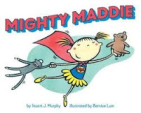 MIGHTY MADDIE
by Stuart J. Murphy illustrated by Bernice Lum